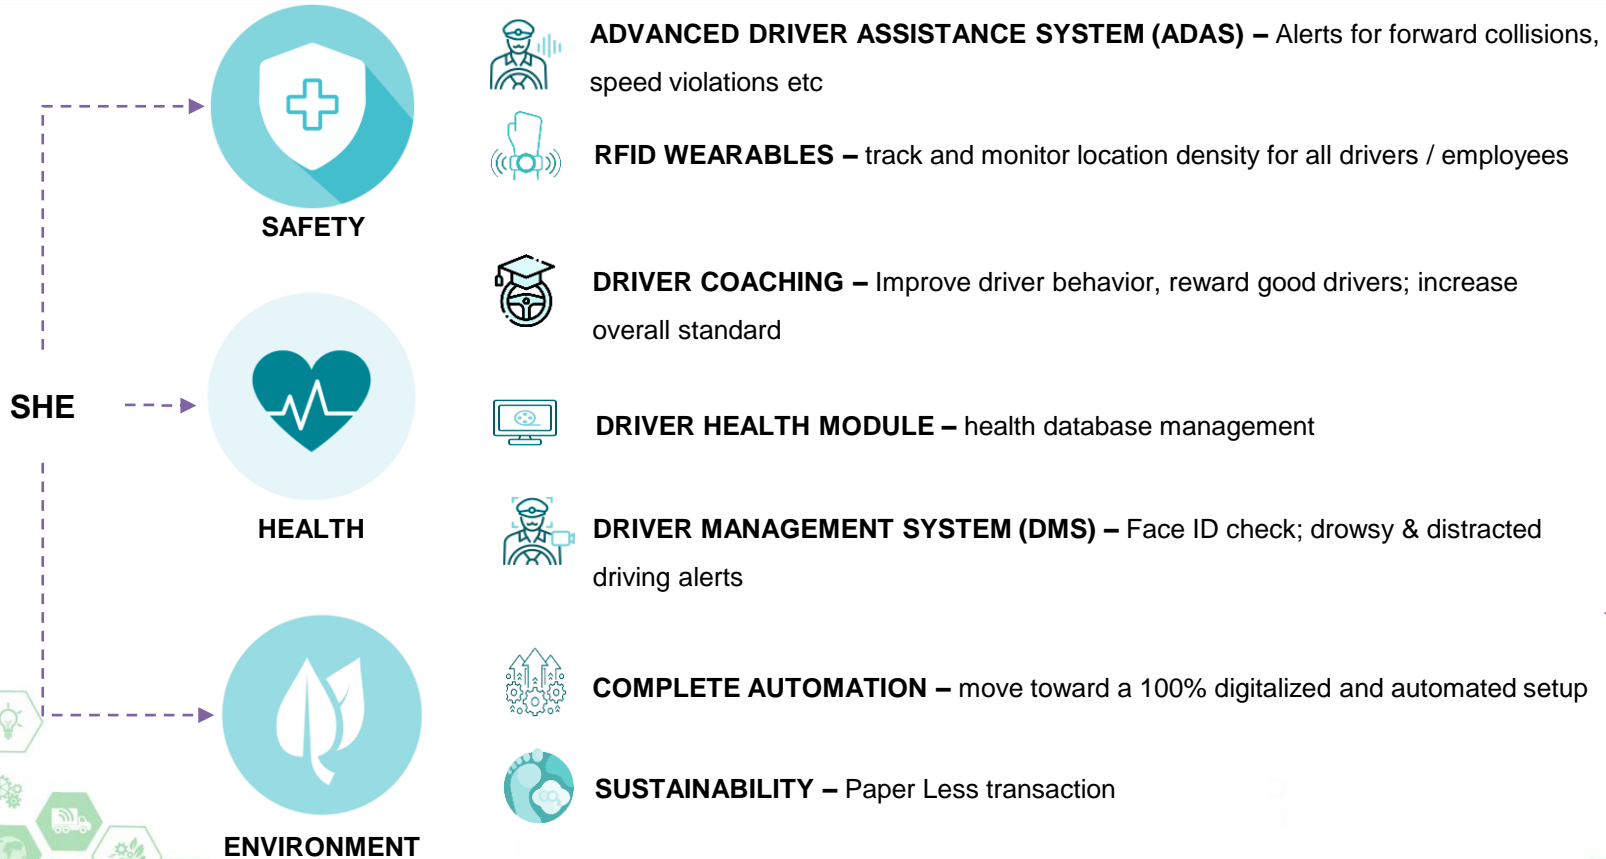 ADVANCED DRIVER ASSISTANCE SYSTEM (ADAS) – Alerts for forward collisions,
speed violations etc
RFID WEARABLES – track and monitor location density for all drivers / employees
SAFETY
DRIVER COACHING – Improve driver behavior, reward good drivers; increase
overall standard
SHE
DRIVER HEALTH MODULE – health database management
HEALTH
DRIVER MANAGEMENT SYSTEM (DMS) – Face ID check; drowsy & distracted
driving alerts
COMPLETE AUTOMATION – move toward a 100% digitalized and automated setup
SUSTAINABILITY – Paper Less transaction
CO₂
ENVIRONMENT